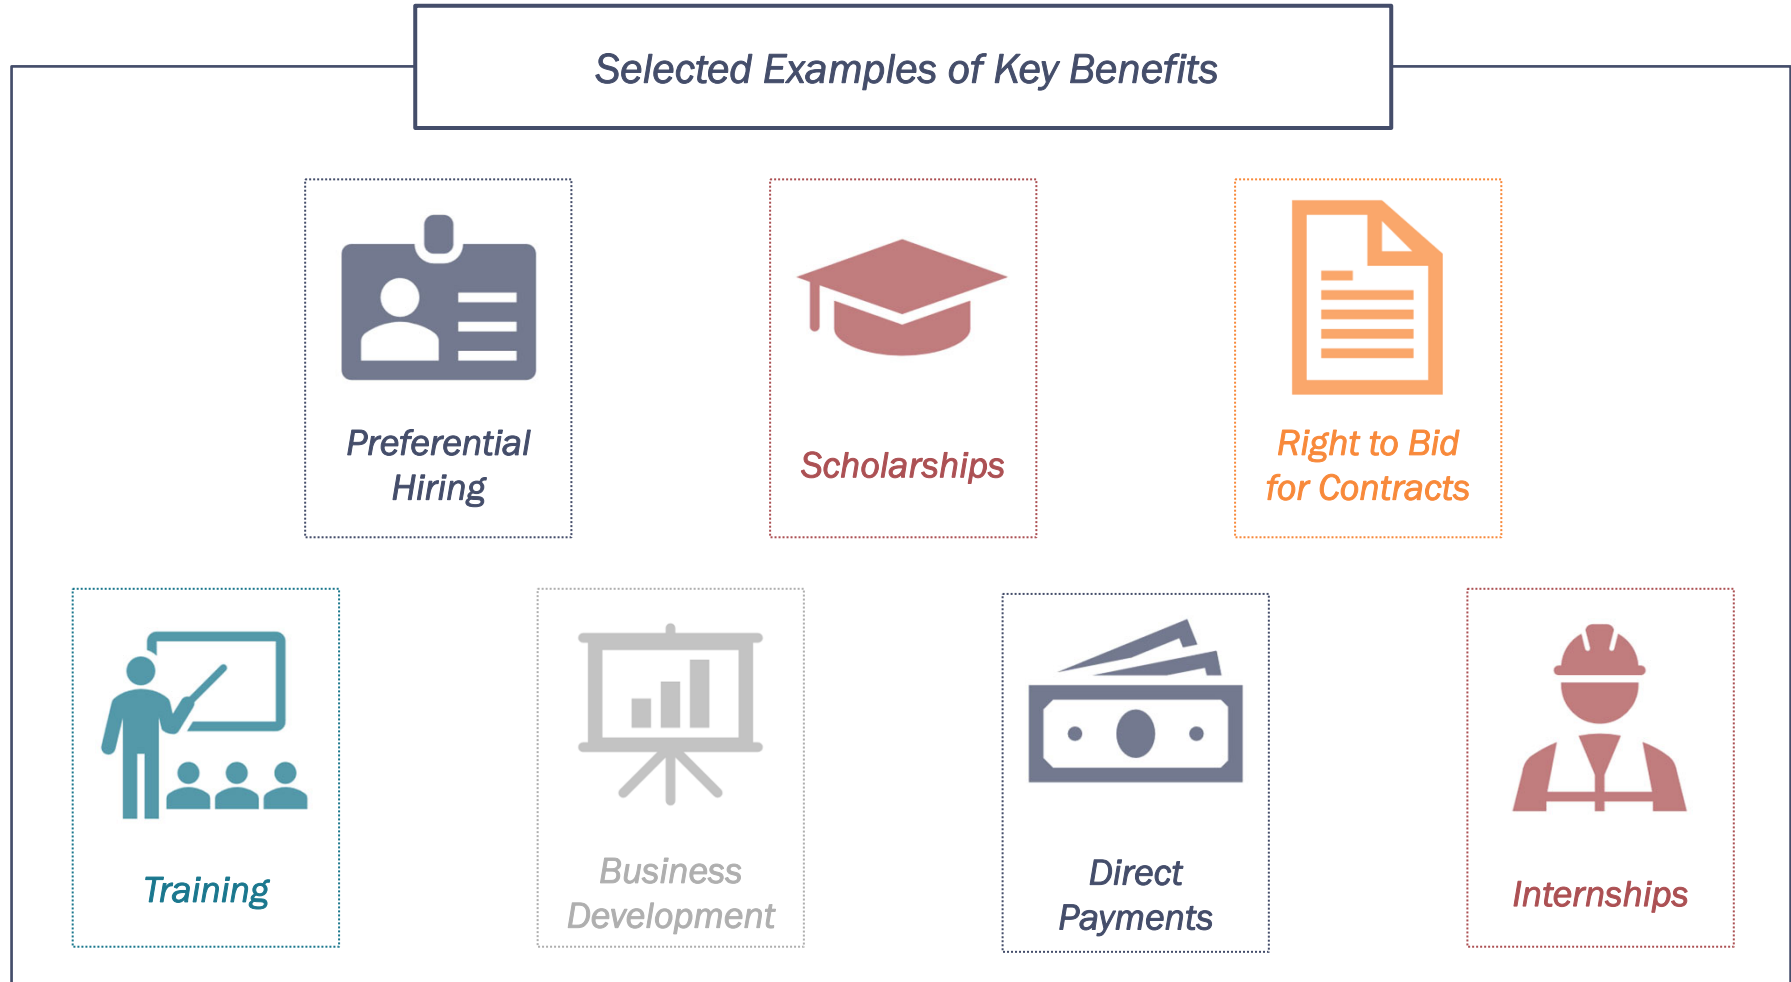 Selected Examples of Key Benefits
Preferential
Hiring
Scholarships
Right to Bid
for Contracts
Training
Business
Development
Direct
Payments
Internships